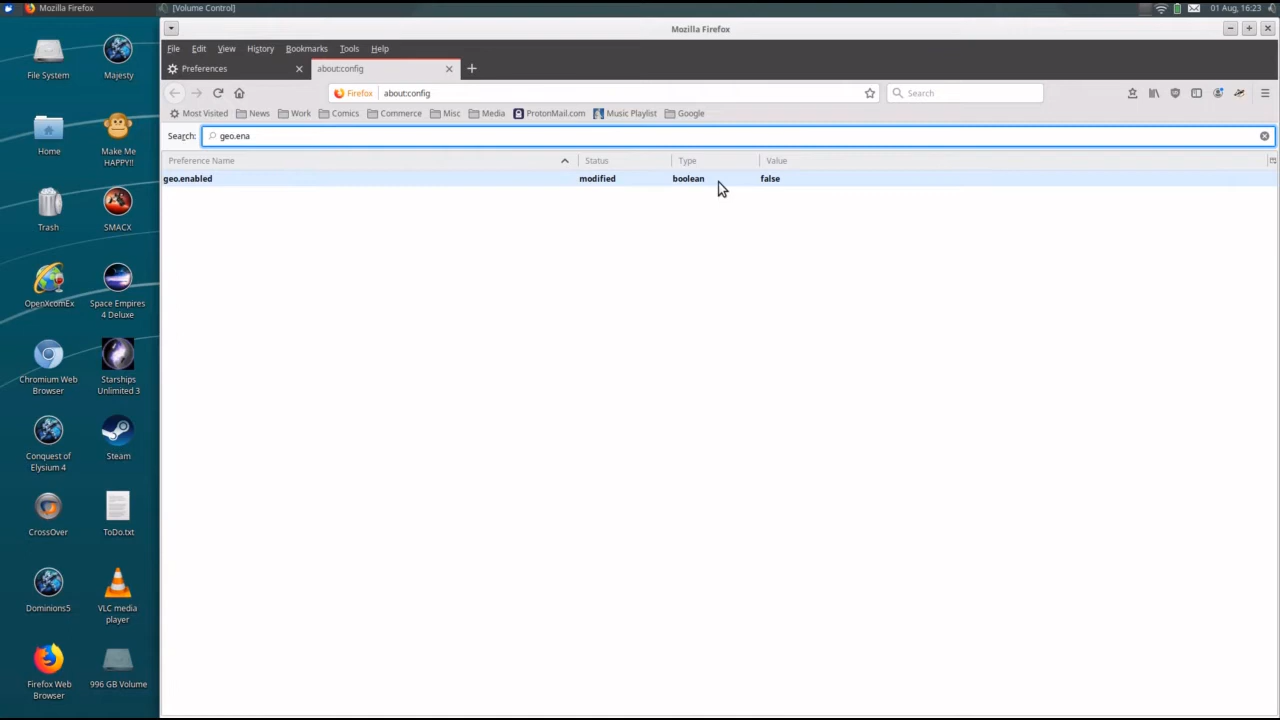 Mozilla Firefox
[Volume Control]
01 Aug, 16:23
Mozilla Firefox
File Edit View History Bookmarks Tools Help
Preferences
about:config
Firefox about:config
Search
Most Visited News Work Comics Commerce Misc Media ProtonMail.com Music Playlist Google
Search: geo.ena
Preference Name Status Type Value
geo.enabled modified boolean false
File System
Majesty
Home
Make Me
HAPPY!!
Trash
SMACX
OpenXcomEx
Space Empires
4 Deluxe
Chromium Web
Browser
Starships
Unlimited 3
Conquest of
Elysium 4
Steam
CrossOver
ToDo.txt
Dominions5
VLC media
player
Firefox Web
Browser
996 GB Volume